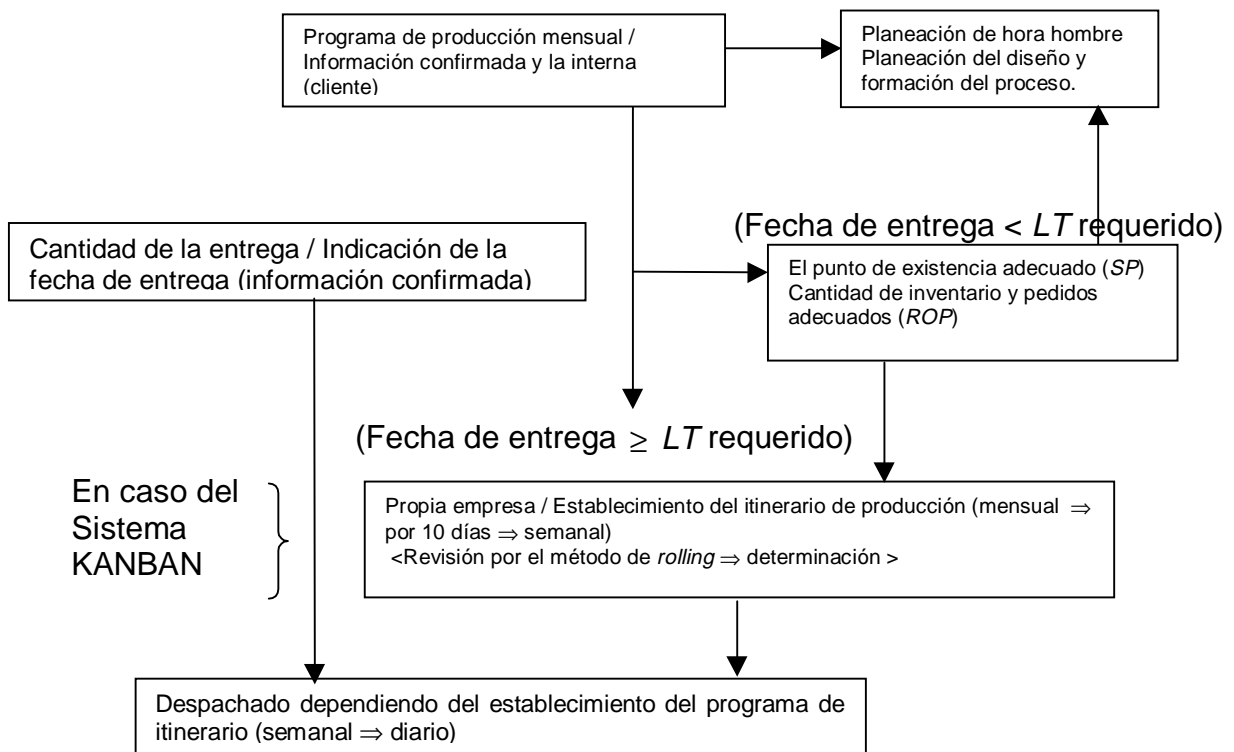 Programa de producción mensual /
Información confirmada y la interna
(cliente)
Planeación de hora hombre
Planeación del diseño y
formación del proceso.
(Fecha de entrega < LT requerido)
Cantidad de la entrega / Indicación de la
fecha de entrega (información confirmada)
El punto de existencia adecuado (SP)
Cantidad de inventario y pedidos
adecuados (ROP)
(Fecha de entrega ≥ LT requerido)
En caso del
Sistema
KANBAN
Propia empresa / Establecimiento del itinerario de producción (mensual ⇒
por 10 días ⇒ semanal)
<Revisión por el método de rolling ⇒ determinación >
Despachado dependiendo del establecimiento del programa de
itinerario (semanal ⇒ diario)